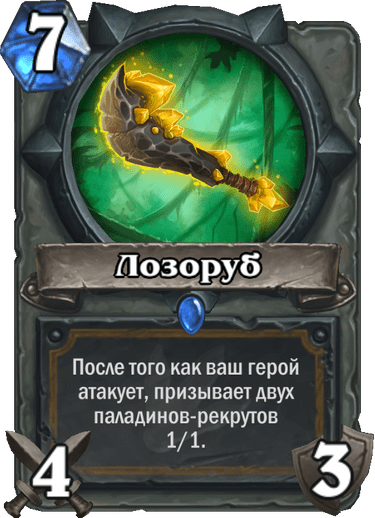 7
Лозоруб
После того как ваш герой
атакует, призывает двух
паладинов-рекрутов
1/1.
4
3